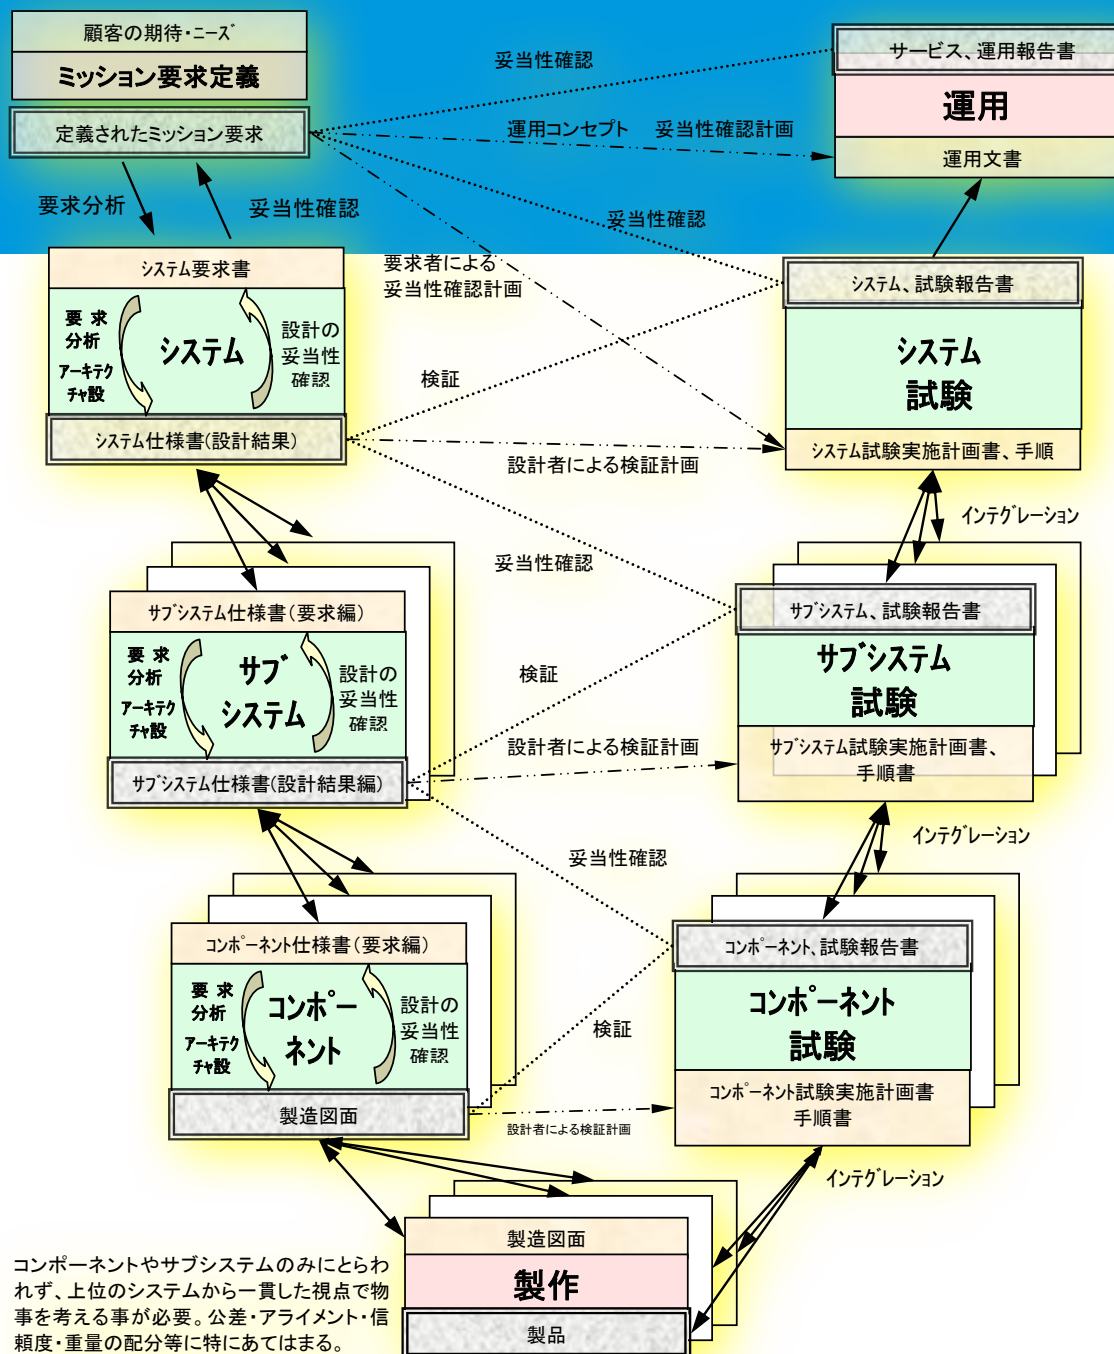 顧客の期待・ニーズ
ミッション要求定義
定義されたミッション要求
サービス、運用報告書
運用
運用文書
妥当性確認
運用コンセプト　妥当性確認計画
要求分析
妥当性確認
妥当性確認
要求者による
妥当性確認計画
システム要求書
要 求
分析
アーキテク
チャ設
システム
設計の
妥当性
確認
システム仕様書(設計結果)
システム、試験報告書
システム
試験
システム試験実施計画書、手順
検証
設計者による検証計画
インテグレーション
妥当性確認
サブシステム仕様書(要求編)
要 求
分析
アーキテク
チャ設
サブ
システム
設計の
妥当性
確認
サブシステム仕様書(設計結果編)
サブシステム、試験報告書
サブシステム
試験
サブシステム試験実施計画書、
手順書
検証
設計者による検証計画
インテグレーション
妥当性確認
コンポーネント仕様書(要求編)
要 求
分析
アーキテク
チャ設
コンポー
ネント
設計の
妥当性
確認
製造図面
コンポーネント、試験報告書
コンポーネント
試験
コンポーネント試験実施計画書
手順書
検証
設計者による検証計画
インテグレーション
製造図面
製作
製品
コンポーネントやサブシステムのみにとらわ
れず、上位のシステムから一貫した視点で物
事を考える事が必要。公差・アライメント・信
頼度・重量の配分等に特にあてはまる。